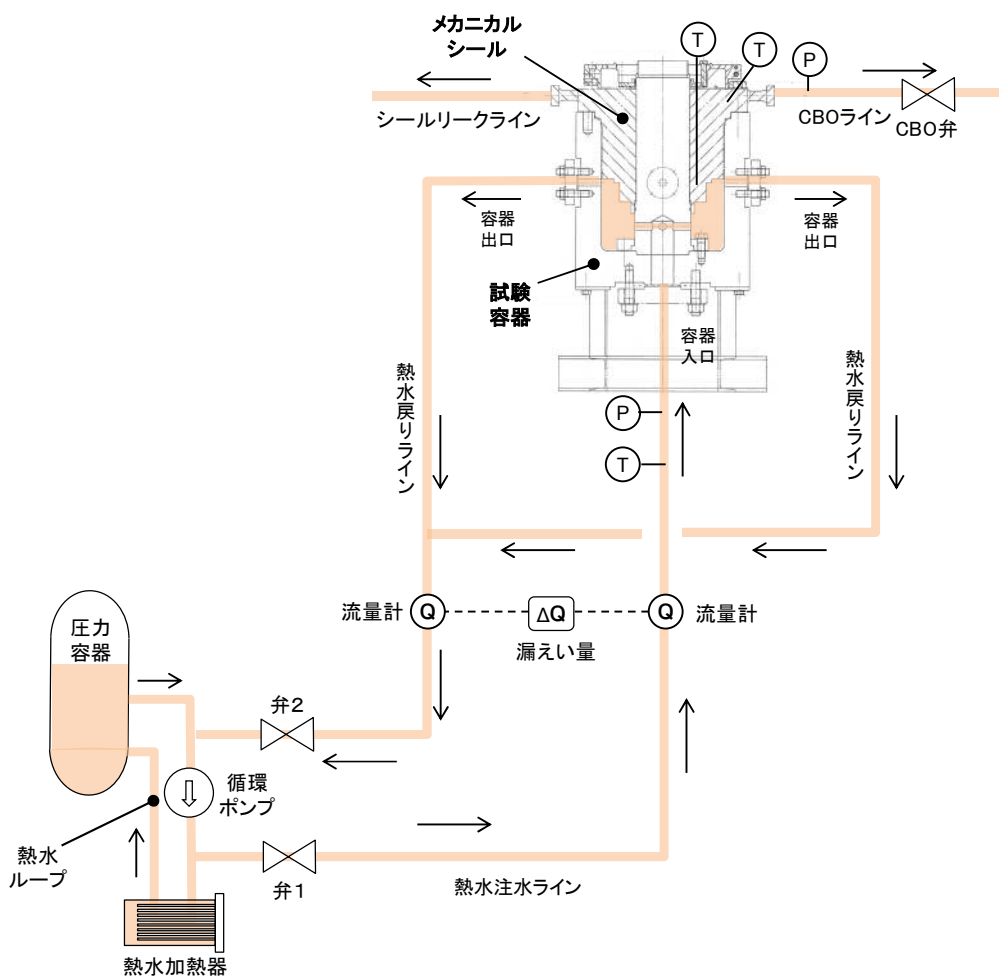 メカニカル
シール
T
T
P
シールリークライン
CBOライン
CBO弁
容器
出口
容器
出口
試験
容器
容器
入口
熱水戻りライン
熱水戻りライン
P
T
流量計
Q
ΔQ
Q
流量計
漏えい量
圧力
容器
弁2
循環
ポンプ
熱水
ループ
弁1
熱水注水ライン
熱水加熱器